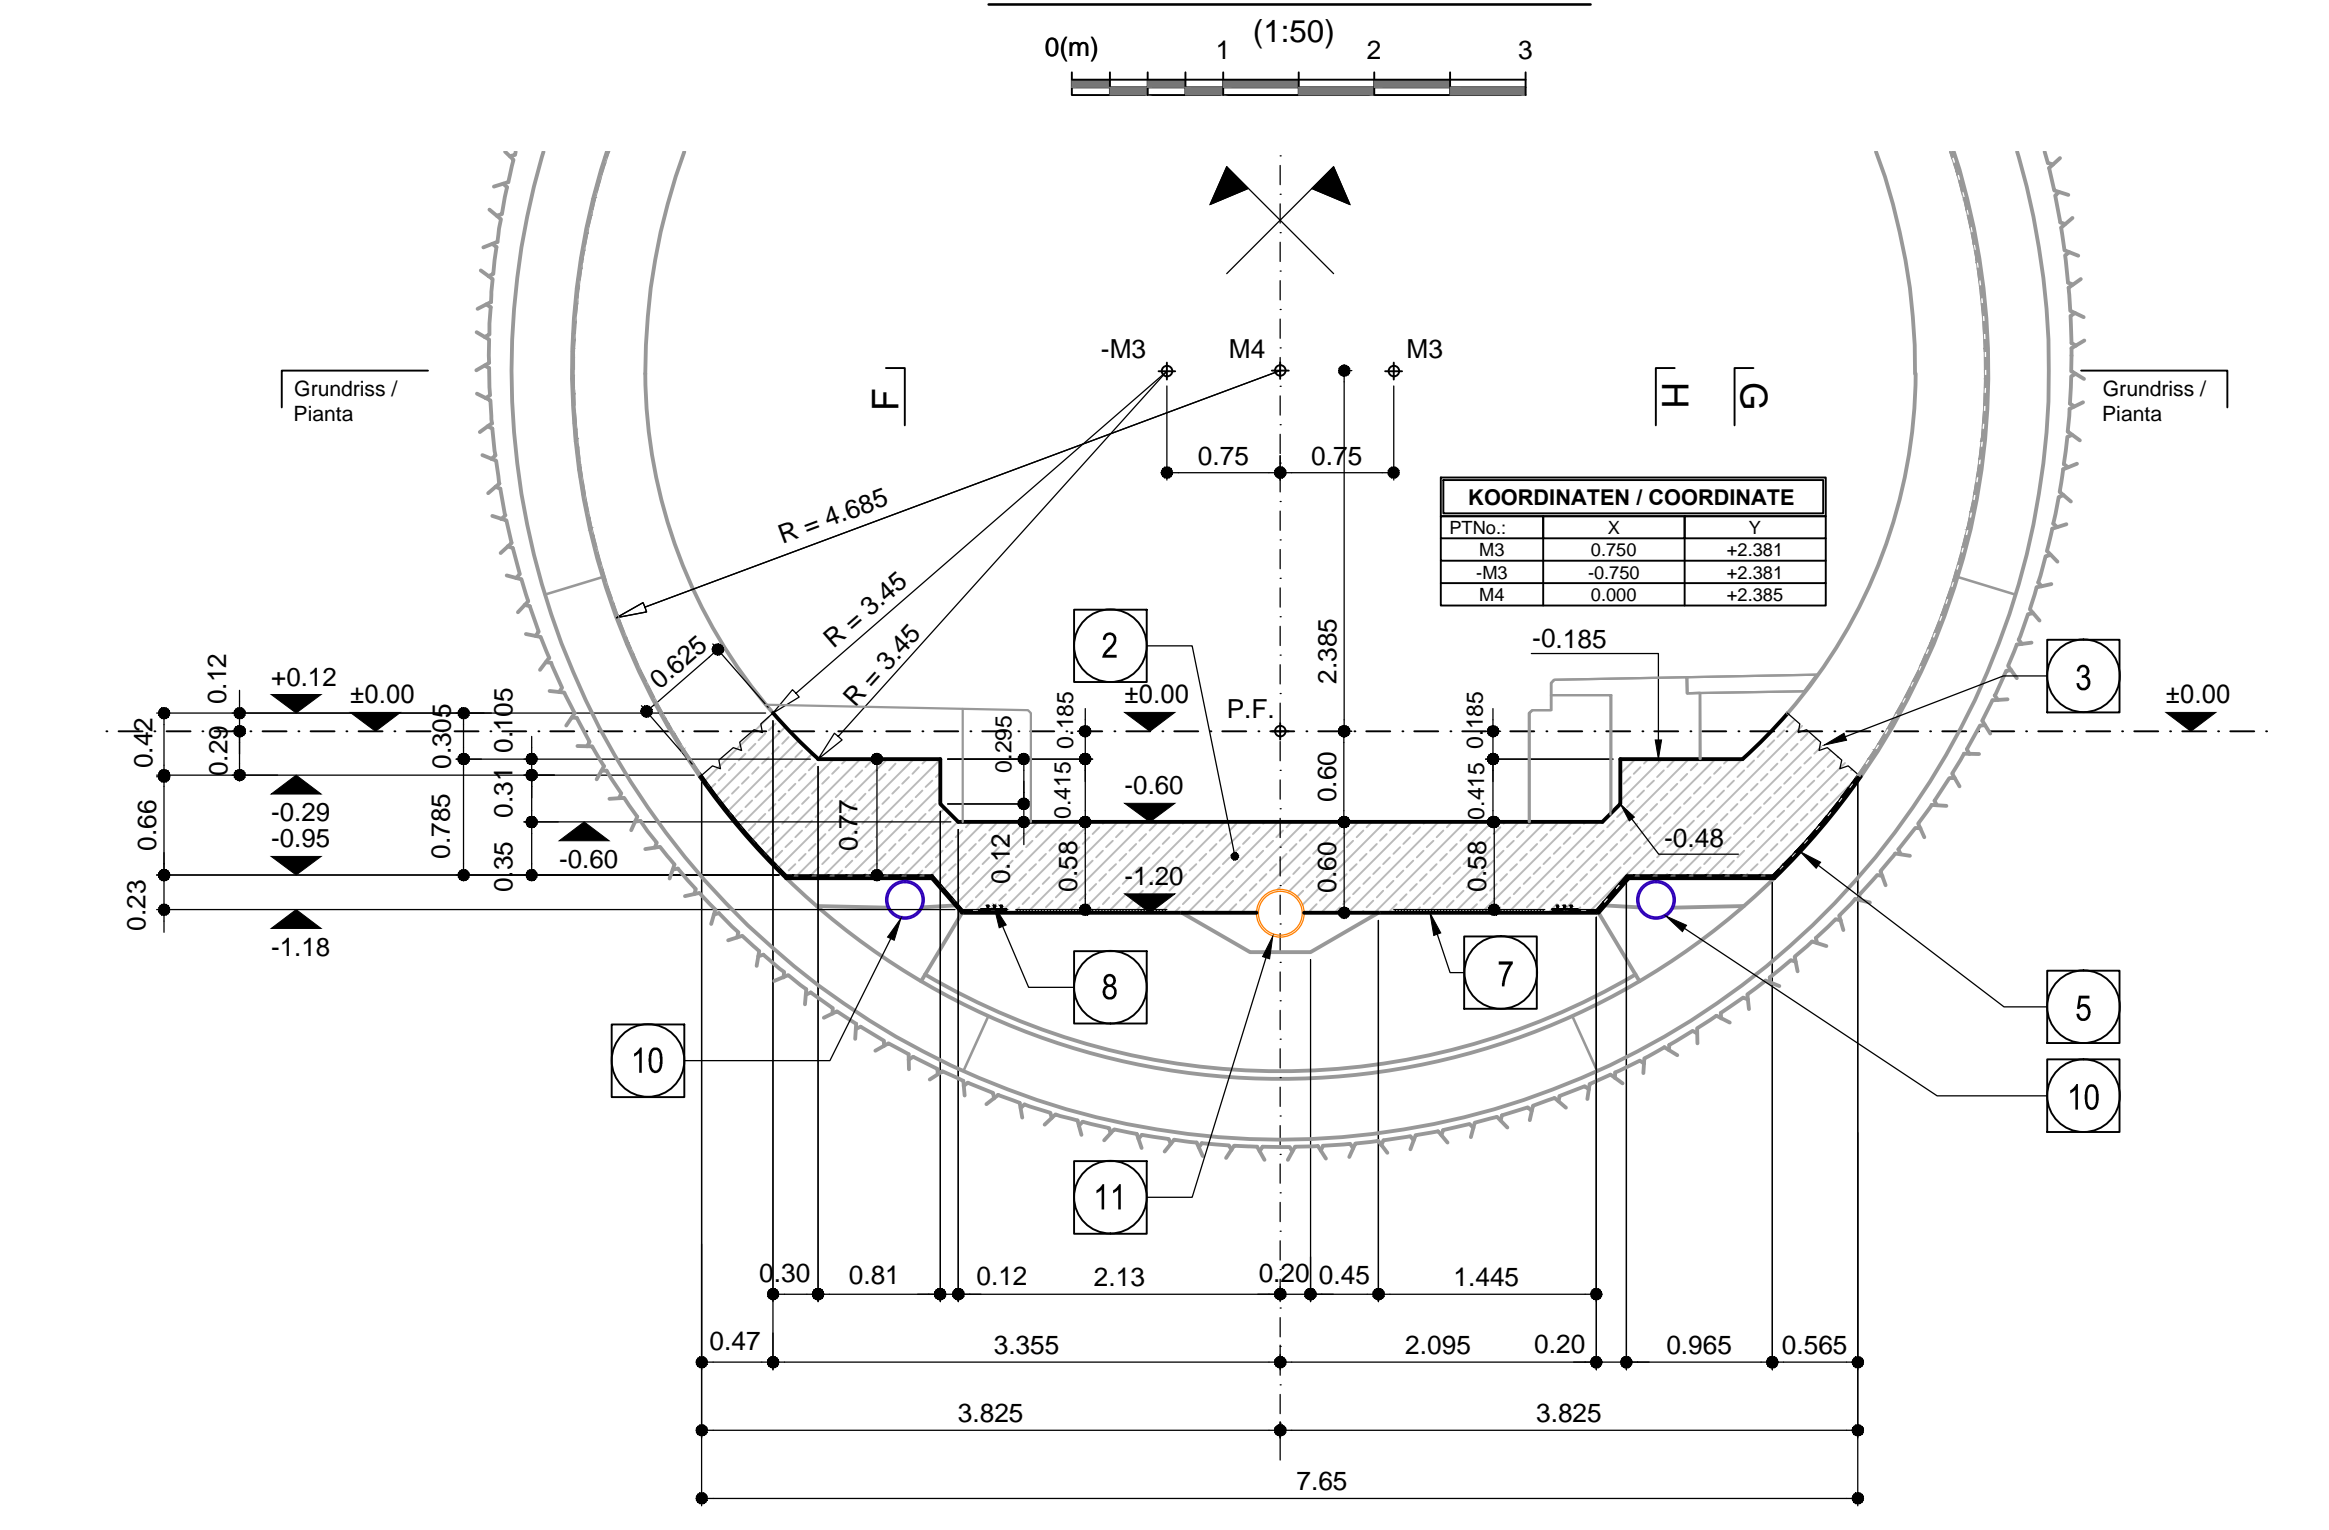 (1:50)
0(m) 1 2 3
-M3 M4 M3
Grundriss /
Pianta
F
H
G
Grundriss /
Pianta
0.75 0.75
R = 4.685
R = 3.45
R = 3.45
0.625
KOORDINATEN / COORDINATE
PTNo.: X Y
M3 0.750 +2.381
-M3 -0.750 +2.381
M4 0.000 +2.385
2
2.385
-0.185
3
+0.12
±0.00
±0.00
P.F.
±0.00
0.12
0.42
0.29
0.305
0.105
0.295
0.185
0.185
0.31
0.415
0.60
0.415
-0.60
-0.29
-0.95
0.66
0.785
0.77
-0.60
0.35
0.12
0.58
-1.20
0.60
0.58
-0.48
0.23
-1.18
8
7
5
10
10
11
0.30 0.81 0.12 2.13 0.20 0.45 1.445
0.47 3.355 2.095 0.20 0.965 0.565
3.825 3.825
7.65